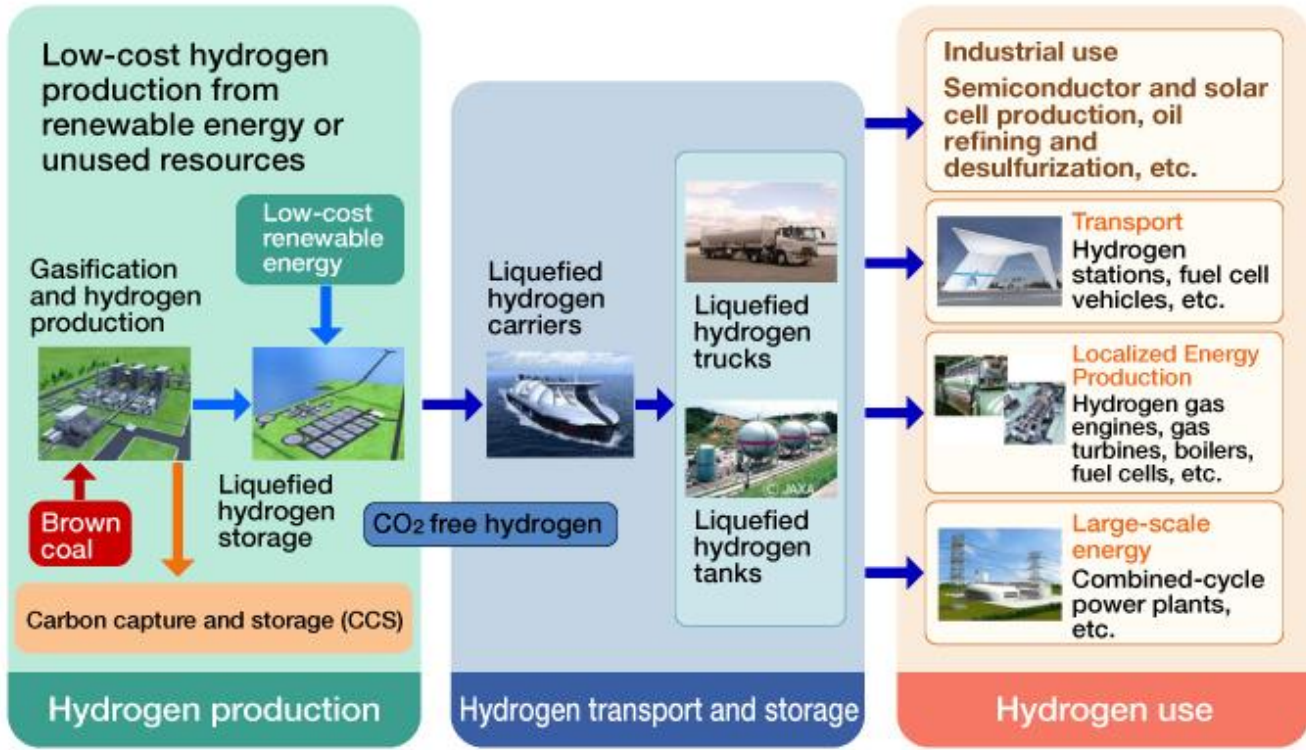 Low-cost hydrogen
production from
renewable energy or
unused resources
Low-cost
renewable
energy
Gasification
and hydrogen
production
Brown
coal
Liquefied
hydrogen
storage
Carbon capture and storage (CCS)
Hydrogen production
CO2 free hydrogen
Liquefied
hydrogen
carriers
Liquefied
hydrogen
trucks
© JAXA
Liquefied
hydrogen
tanks
Hydrogen transport and storage
Industrial use
Semiconductor and solar
cell production, oil
refining and
desulfurization, etc.
Transport
Hydrogen
stations, fuel cell
vehicles, etc.
Localized Energy
Production
Hydrogen gas
engines, gas
turbines, boilers,
fuel cells, etc.
Large-scale
energy
Combined-cycle
power plants,
etc.
Hydrogen use